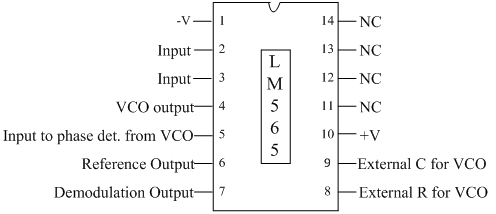 -V 1 14 NC
Input 2 13 NC
Input 3 12 NC
VCO output 4 11 NC
Input to phase det. from VCO 5 10 +V
Reference Output 6 9 External C for VCO
Demodulation Output 7 8 External R for VCO
L
M
5
6
5